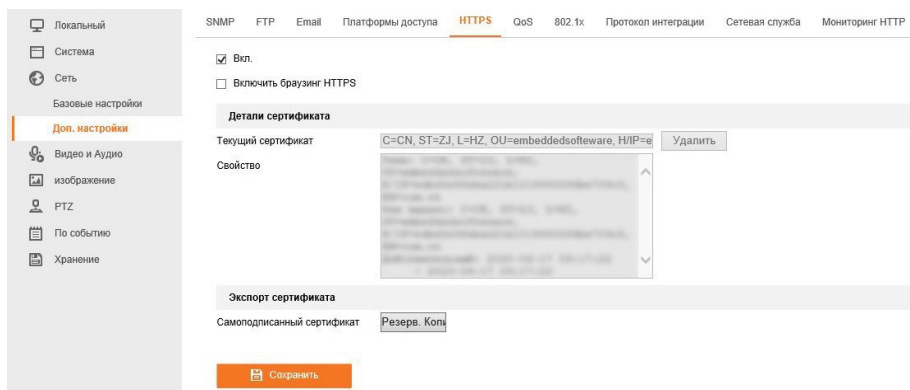 Локальный
Система
Сеть
Базовые настройки
Доп. настройки
Видео и Аудио
изображение
PTZ
По событию
Хранение
SNMP FTP Email Платформы доступа HTTPS QoS 802.1x Протокол интеграции Сетевая служба Мониторинг HTTP
Вкл.
Включить браузинг HTTPS
Детали сертификата
Текущий сертификат C=CN, ST=ZJ, L=HZ, OU=embeddedsoftware, H/IP=e Удалить
Свойство
Экспорт сертификата
Самоподписанный сертификат Резерв. Копи
Сохранить